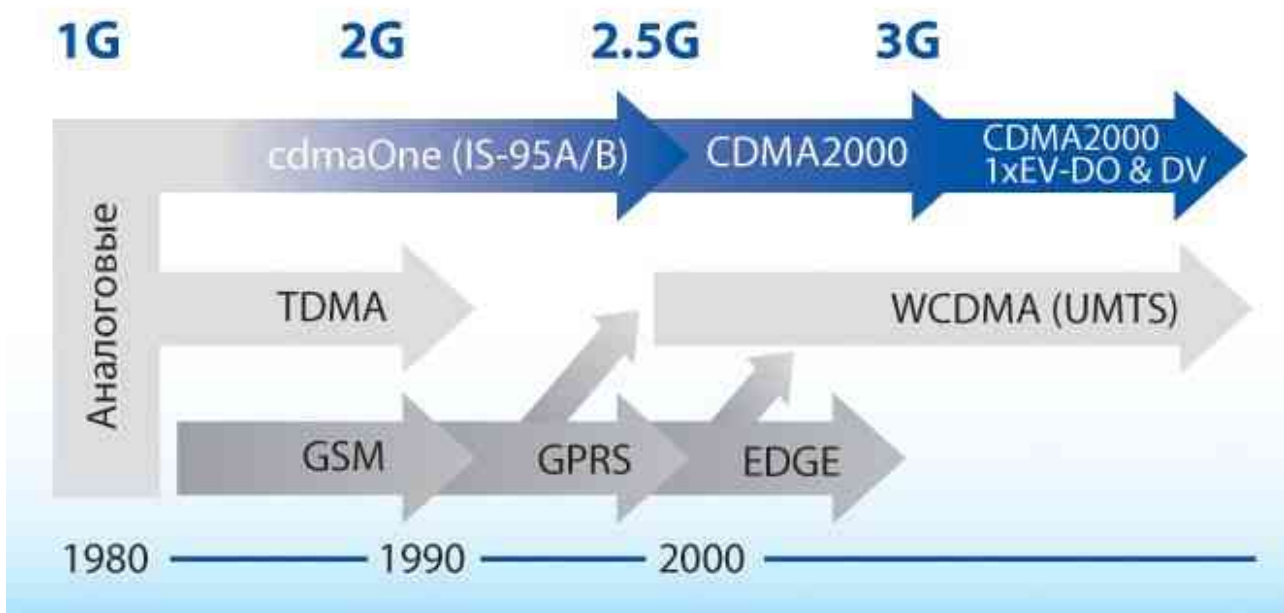 1G 2G 2.5G 3G
cdmaOne (IS-95A/B) CDMA2000 CDMA2000
1xEV-DO & DV
Аналоговые
TDMA WCDMA (UMTS)
GSM GPRS EDGE
1980 1990 2000